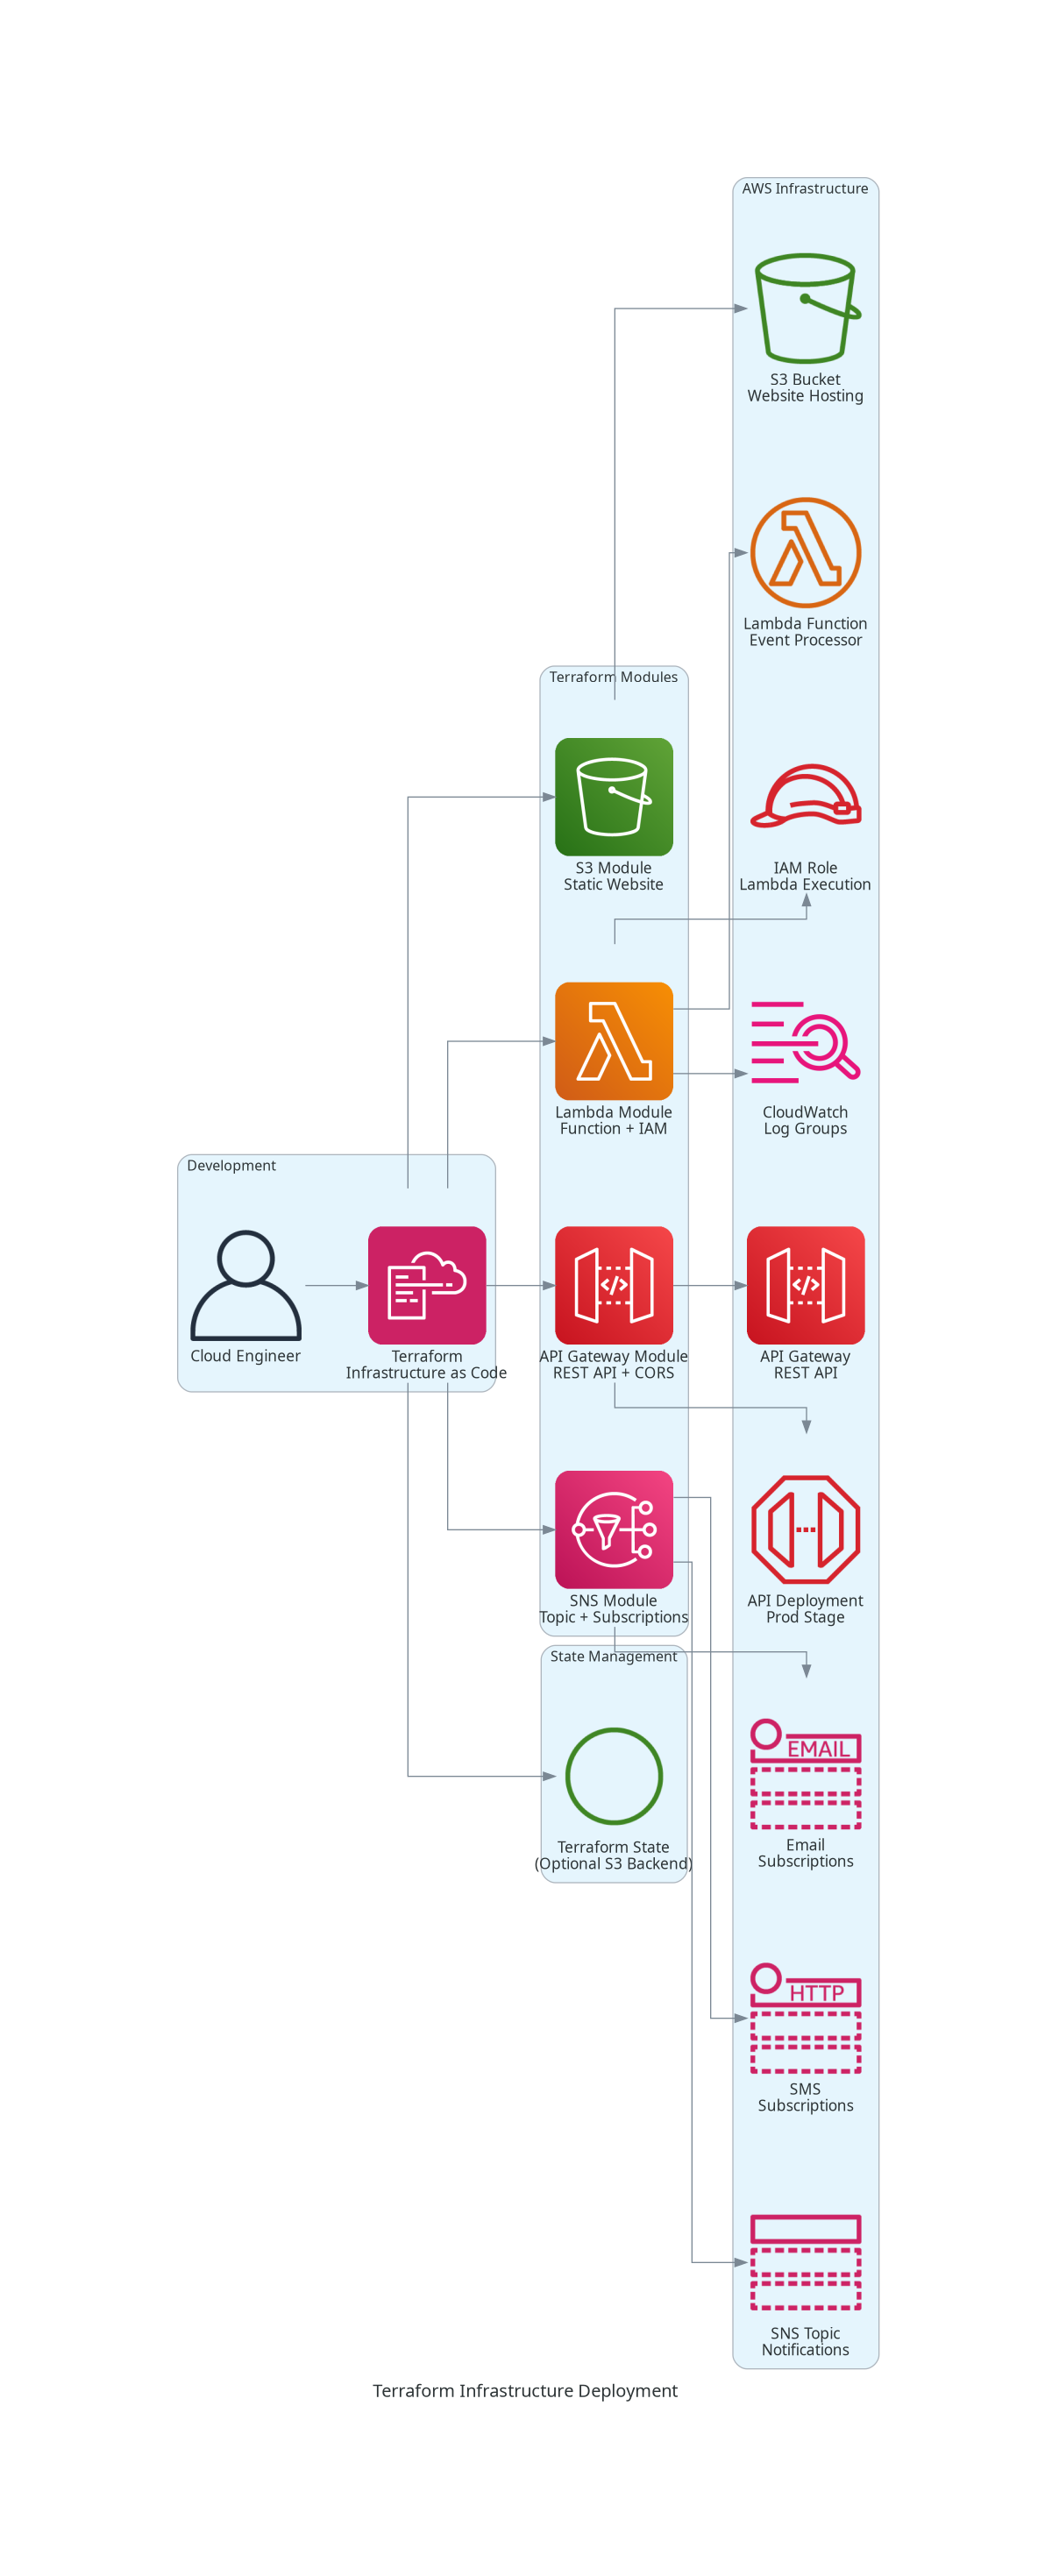 AWS Infrastructure
S3 Bucket
Website Hosting
Lambda Function
Event Processor
Terraform Modules
S3 Module
Static Website
IAM Role
Lambda Execution
Lambda Module
Function + IAM
CloudWatch
Log Groups
Development
Cloud Engineer
Terraform
Infrastructure as Code
API Gateway Module
REST API + CORS
API Gateway
REST API
SNS Module
Topic + Subscriptions
API Deployment
Prod Stage
State Management
Terraform State
(Optional S3 Backend)
EMAIL
Email
Subscriptions
HTTP
SMS
Subscriptions
SNS Topic
Notifications
Terraform Infrastructure Deployment